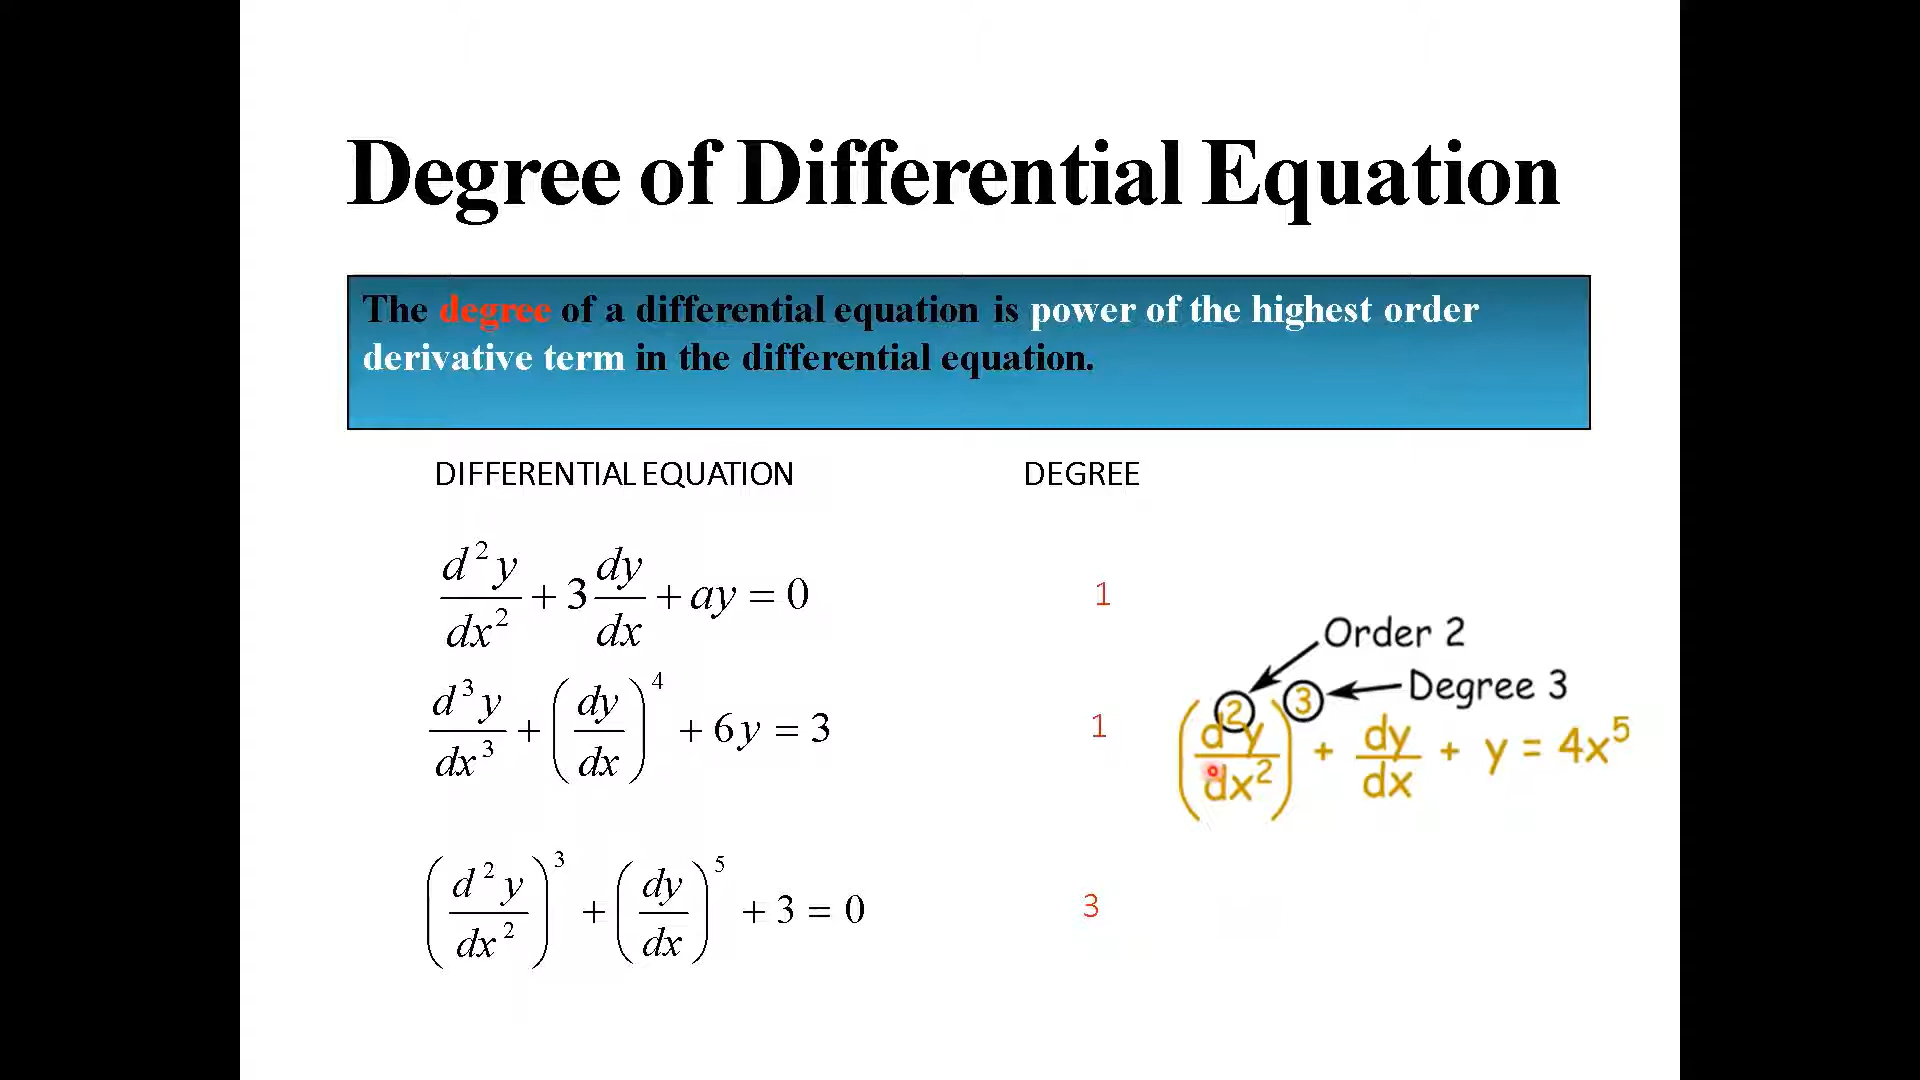 Degree of Differential Equation
The degree of a differential equation is power of the highest order
derivative term in the differential equation.
DIFFERENTIAL EQUATION DEGREE
d²y/dx² + 3 dy/dx + ay = 0 1
Order 2
Degree 3
d³y/dx³ + (dy/dx)⁴ + 6y = 3 1
(d²y/dx²)³ + dy/dx + y = 4x⁵
(d²y/dx²)³ + (dy/dx)⁵ + 3 = 0 3